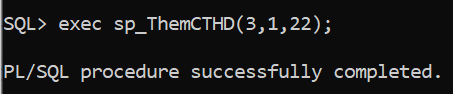 SQL> exec sp_ThemCTHD(3,1,22);
PL/SQL procedure successfully completed.